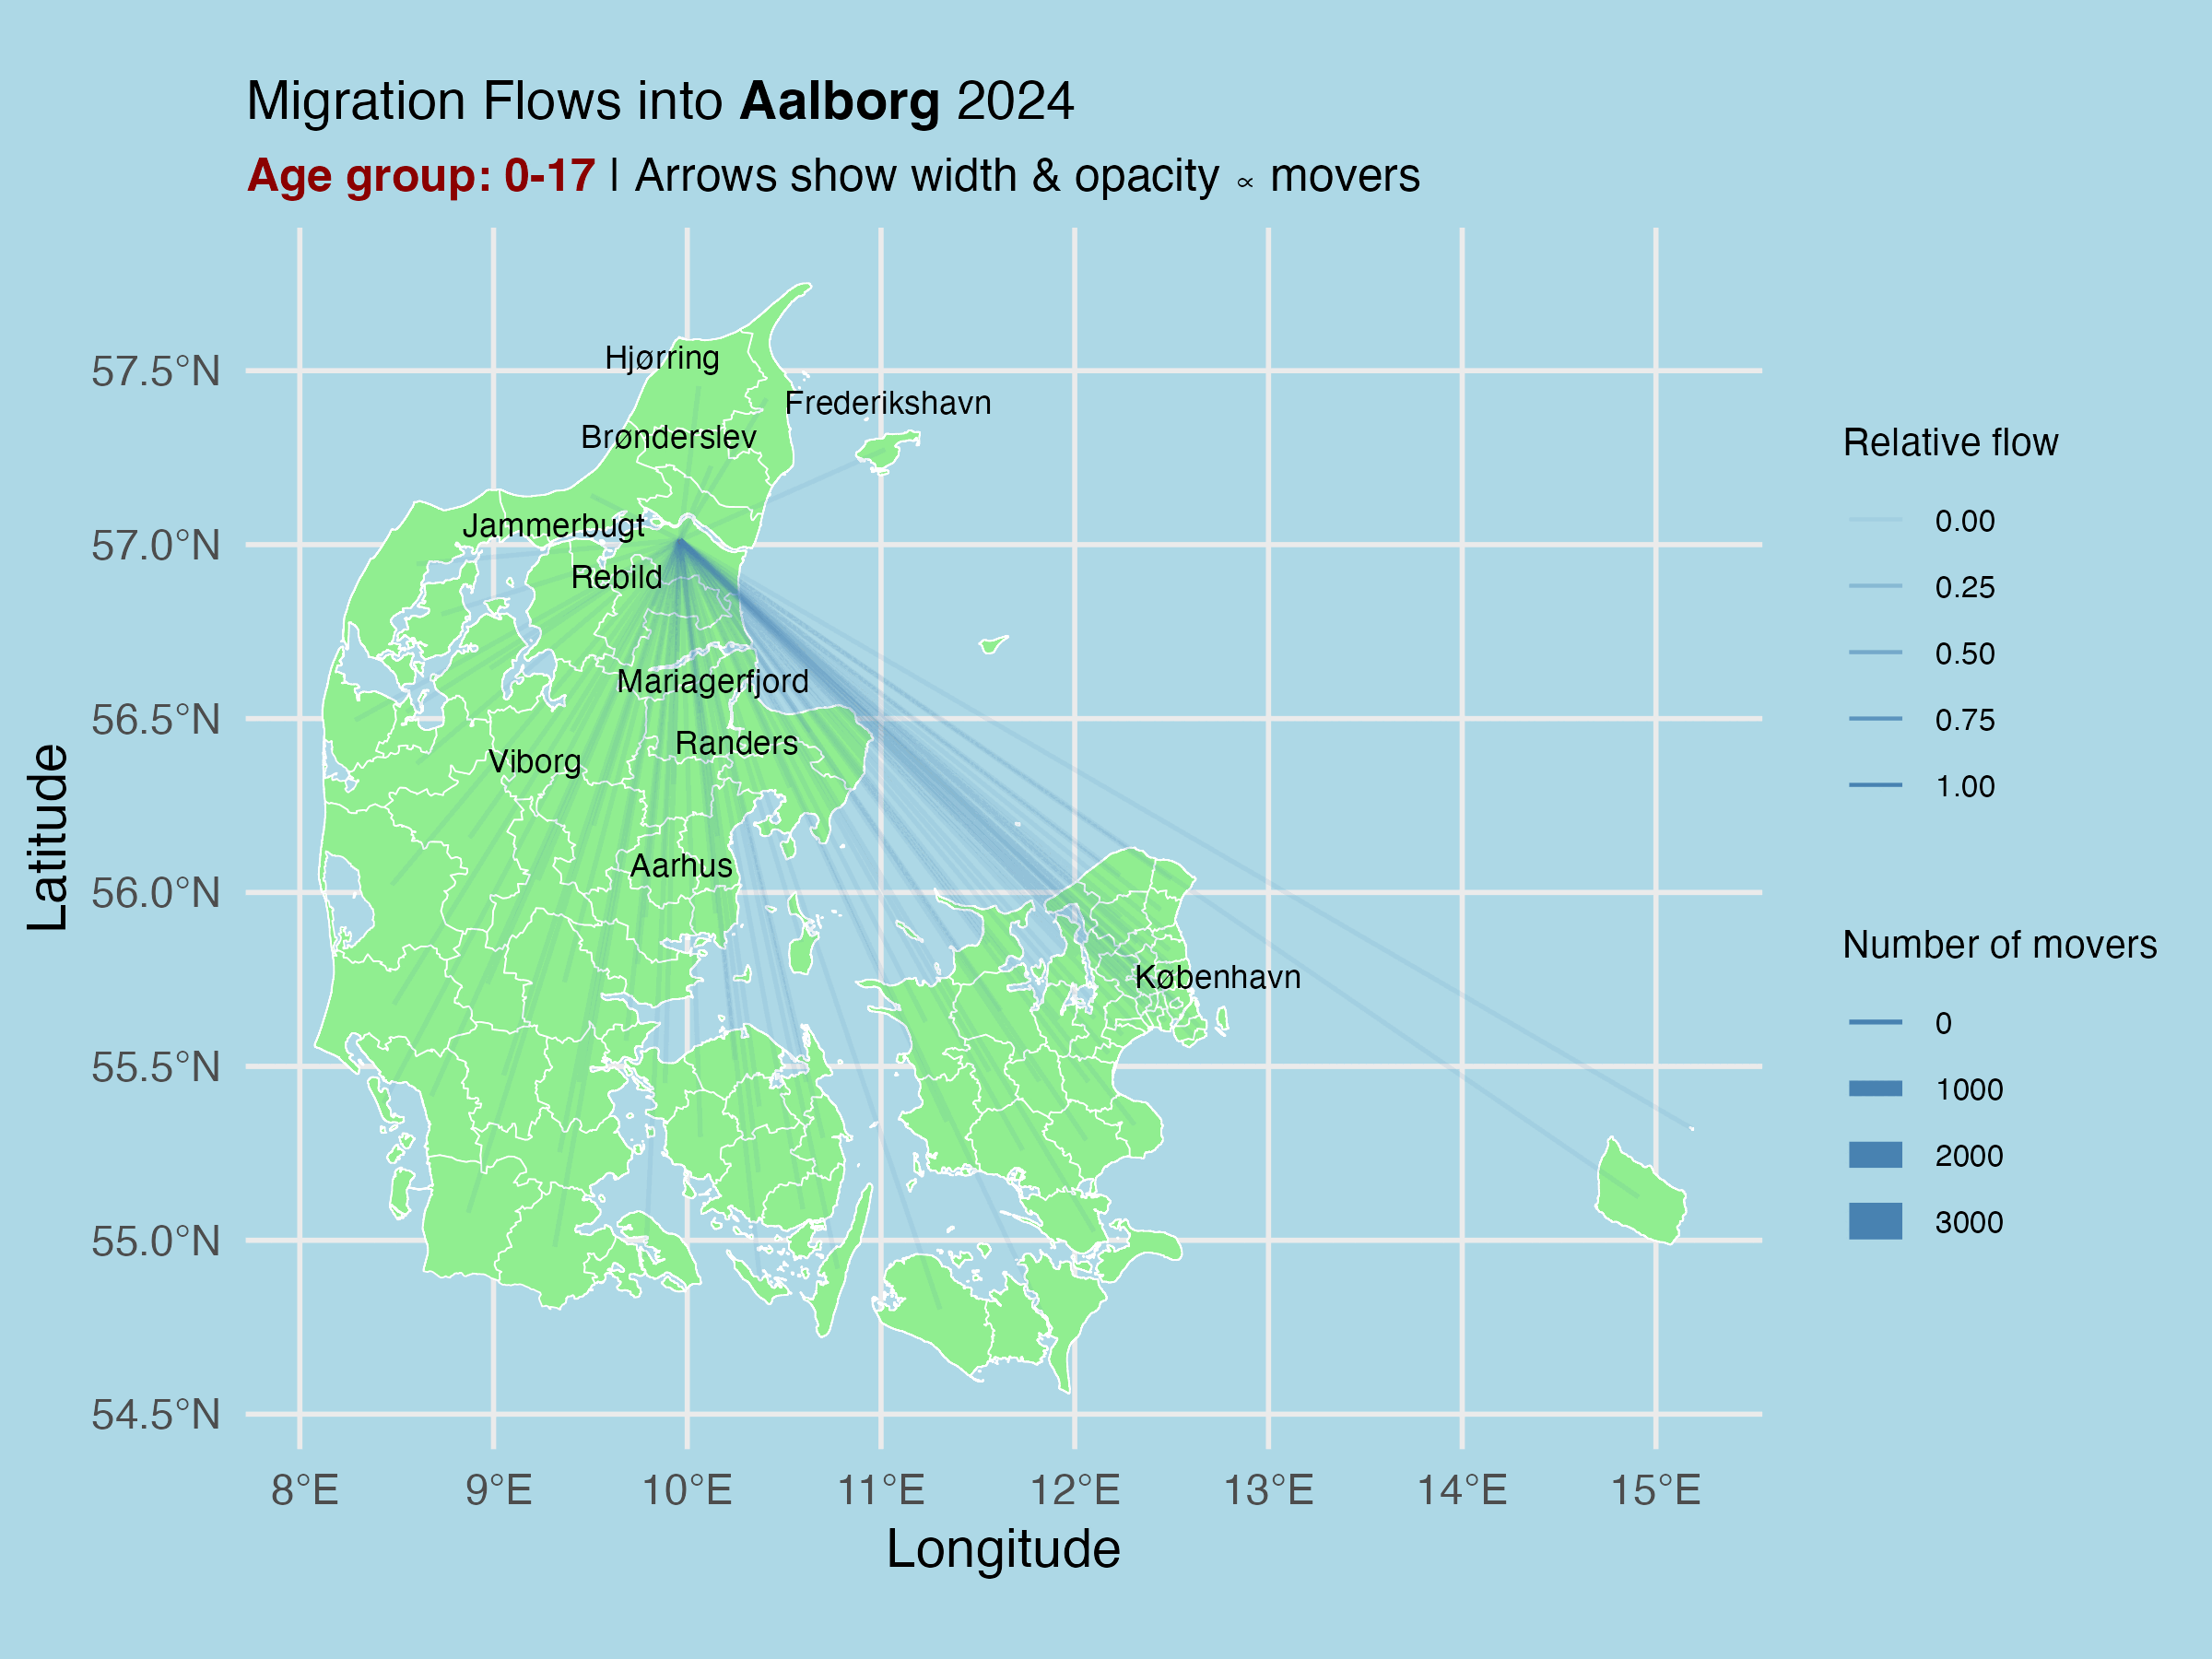 Migration Flows into Aalborg 2024
Age group: 0-17 | Arrows show width & opacity ∝ movers
57.5°N
57.0°N
56.5°N
56.0°N
55.5°N
55.0°N
54.5°N
Latitude
8°E
9°E
10°E
11°E
12°E
13°E
14°E
15°E
Longitude
Hjørring
Frederikshavn
Brønderslev
Jammerbugt
Rebild
Mariagerfjord
Randers
Viborg
Aarhus
København
Relative flow
0.00
0.25
0.50
0.75
1.00
Number of movers
0
1000
2000
3000